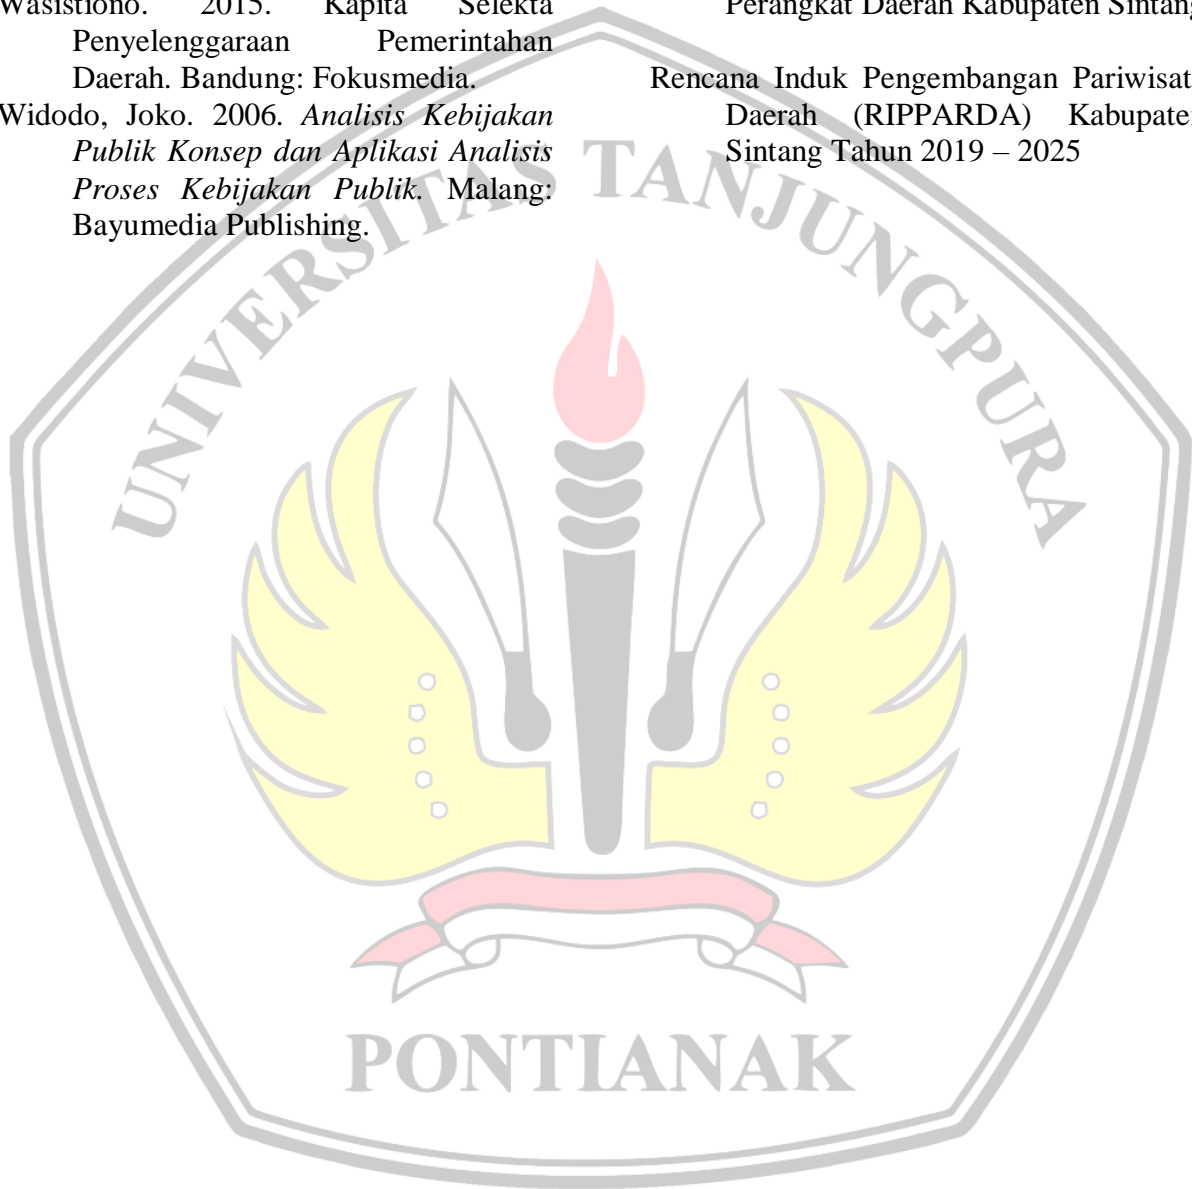 Wasistiono. 2015. Kapita Selekta
Penyelenggaraan Pemerintahan
Daerah. Bandung: Fokusmedia.
Widodo, Joko. 2006. Analisis Kebijakan
Publik Konsep dan Aplikasi Analisis
Proses Kebijakan Publik. Malang:
Bayumedia Publishing.
Perangkat Daerah Kabupaten Sintang
Rencana Induk Pengembangan Pariwisat
Daerah (RIPPARDA) Kabupaten
Sintang Tahun 2019 – 2025
UNIVERSITAS TANJUNGPURA
PONTIANAK